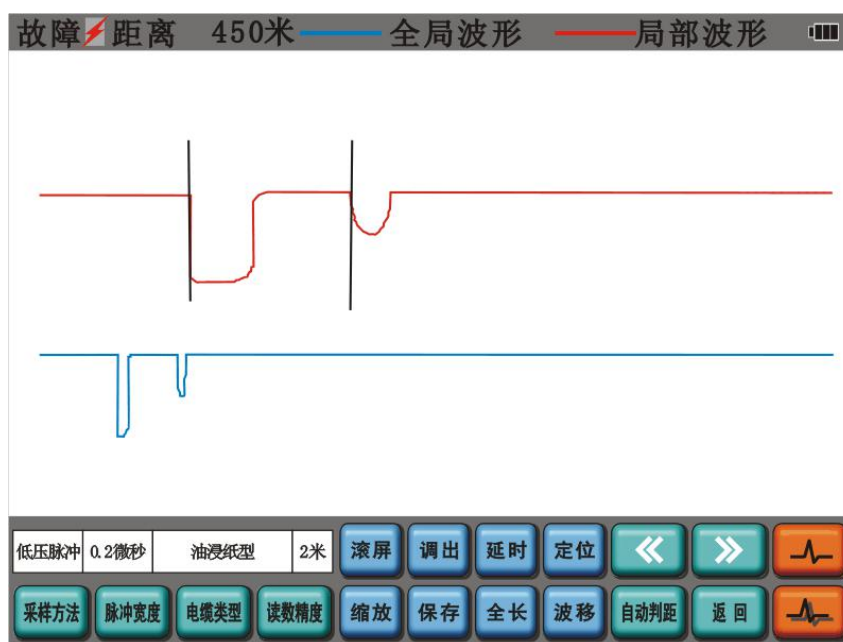 故障距离 450米 全局波形 局部波形
低压脉冲 0.2微秒 油浸纸型 2米 滚屏 调出 延时 定位
采样方法 脉冲宽度 电缆类型 读数精度 缩放 保存 全长 波移 自动判距 返回